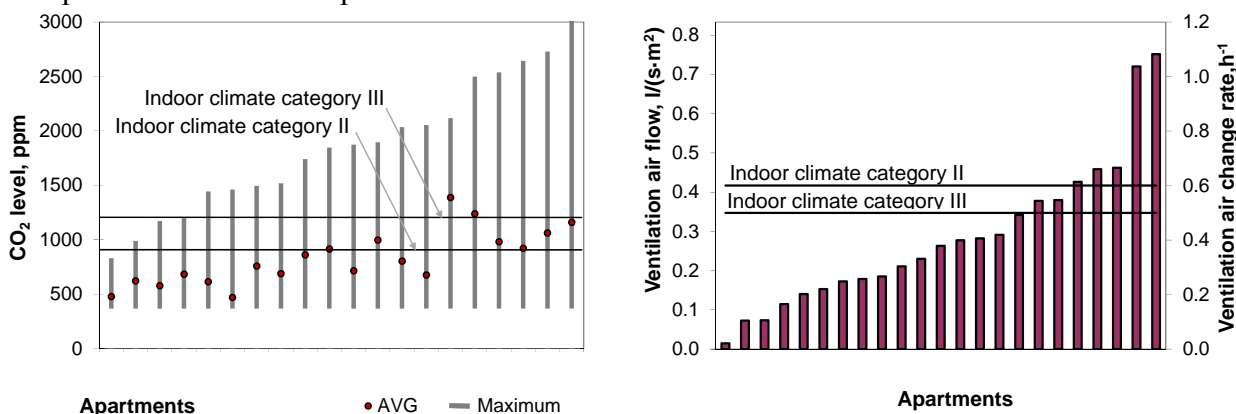 3000
2500
2000
1500
1000
500
0
CO2 level, ppm
Indoor climate category III
Indoor climate category II
Apartments
AVG
Maximum
0.8
0.7
0.6
0.5
0.4
0.3
0.2
0.1
0.0
Ventilation air flow, l/(s·m²)
Indoor climate category II
Indoor climate category III
1.2
1.0
0.8
0.6
0.4
0.2
0.0
Ventilation air change rate,h⁻¹
Apartments